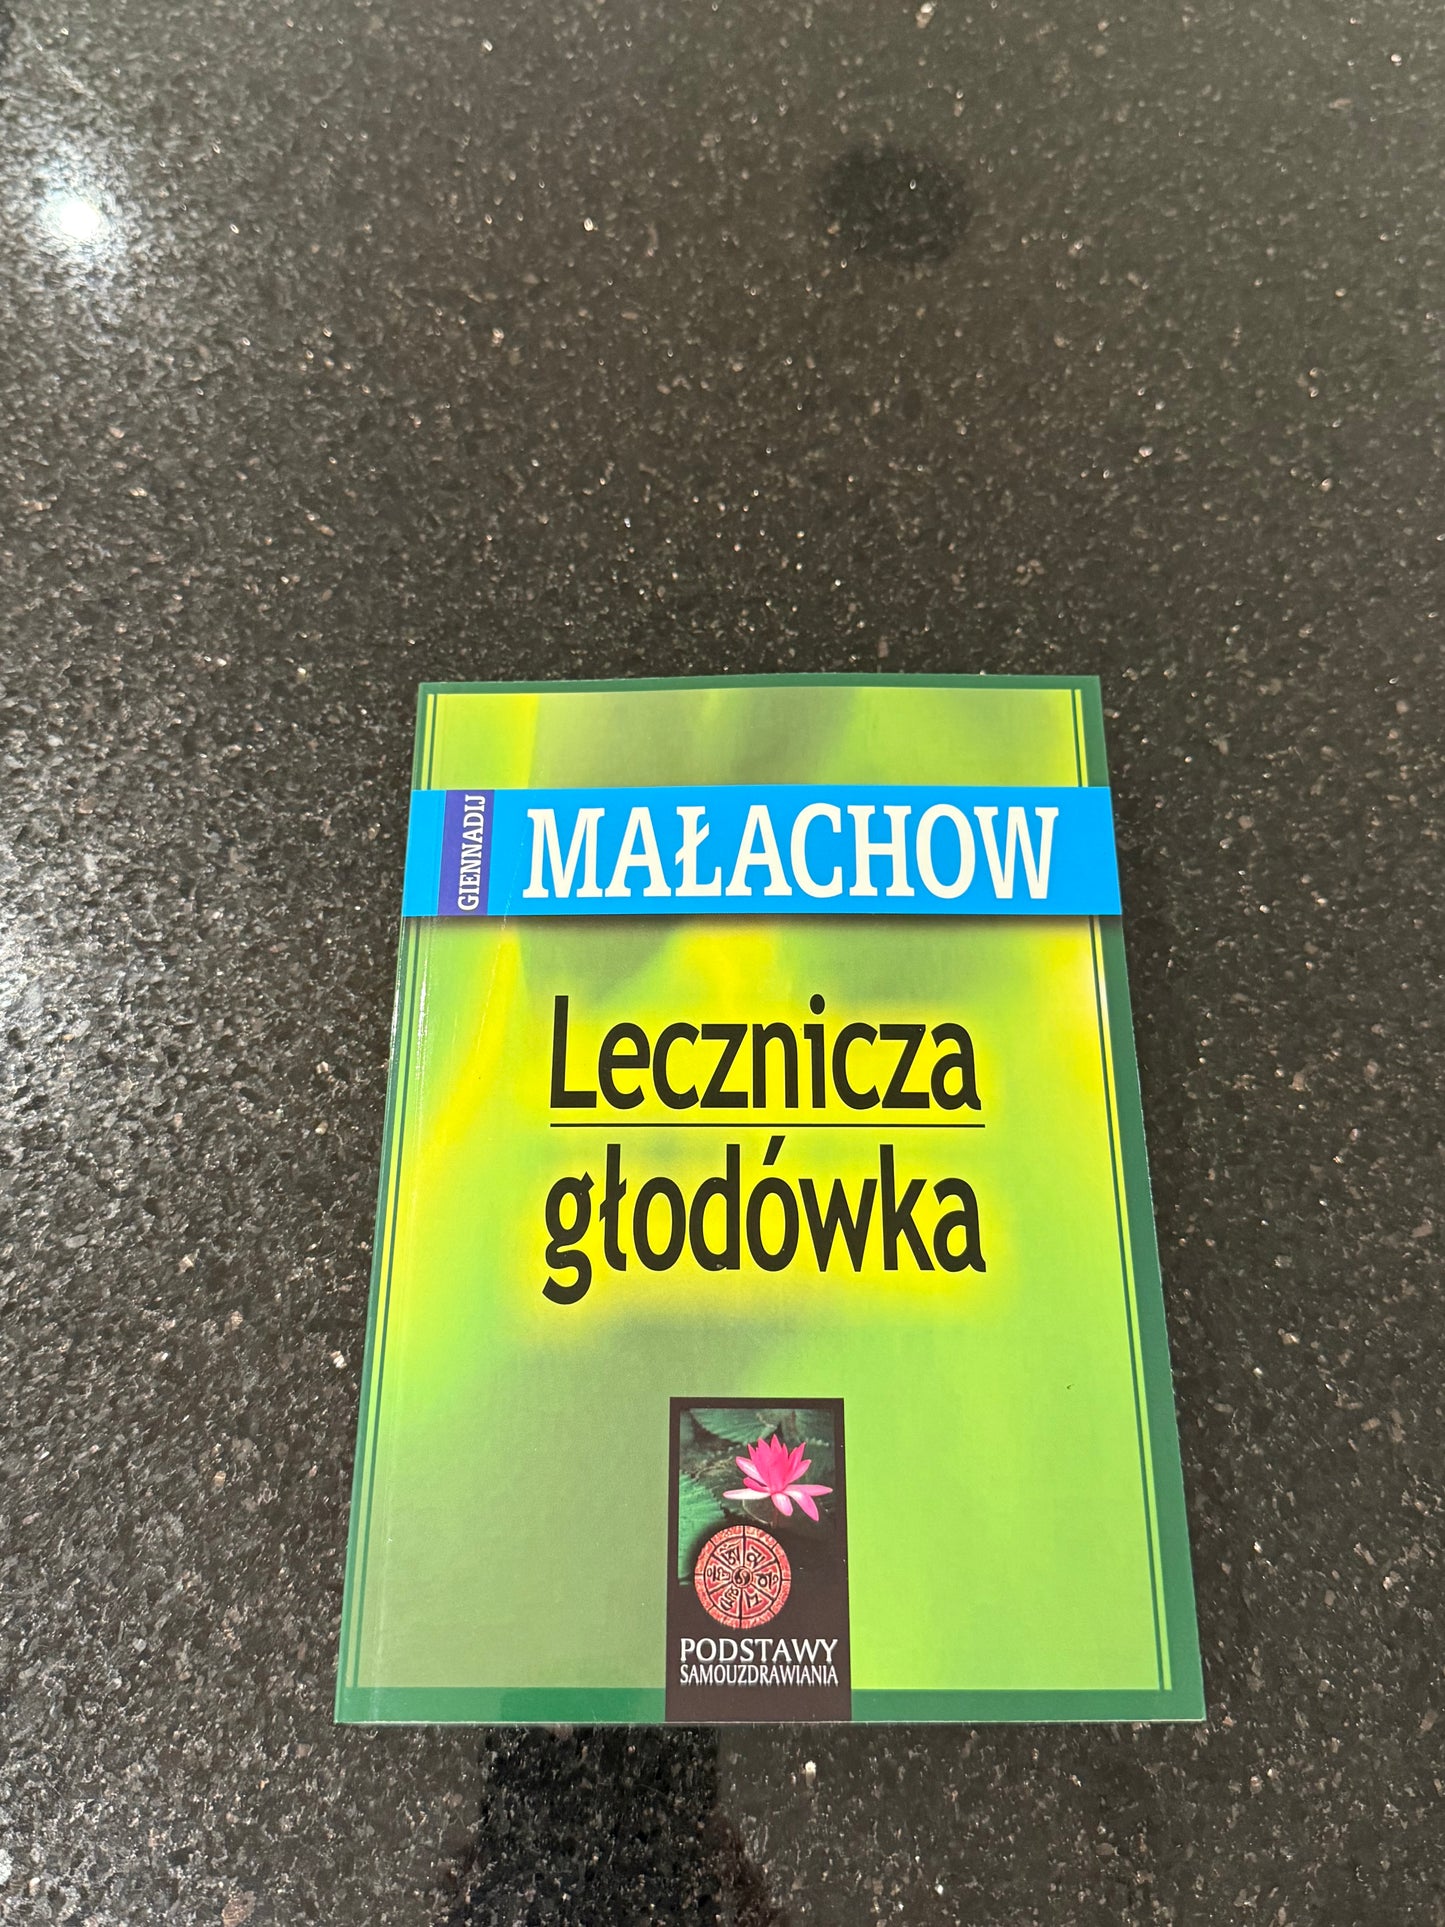 GIENNADIJ
MAŁACHOW
Lecznicza
głodówka
PODSTAWY
SAMOUZDRAWIANIA